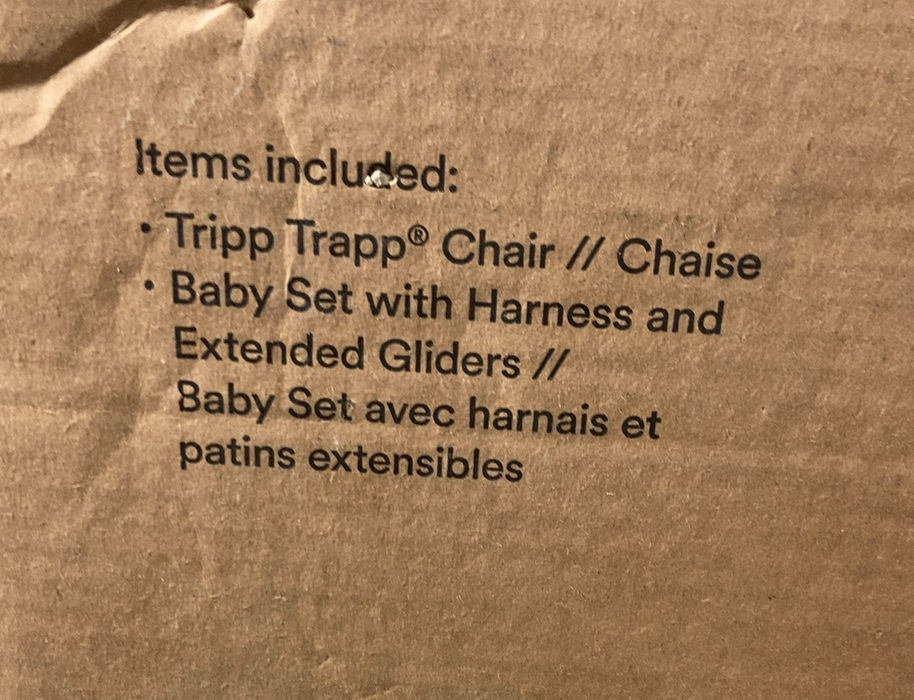 Items included:
• Tripp Trapp® Chair // Chaise
• Baby Set with Harness and
Extended Gliders //
Baby Set avec harnais et
patins extensibles